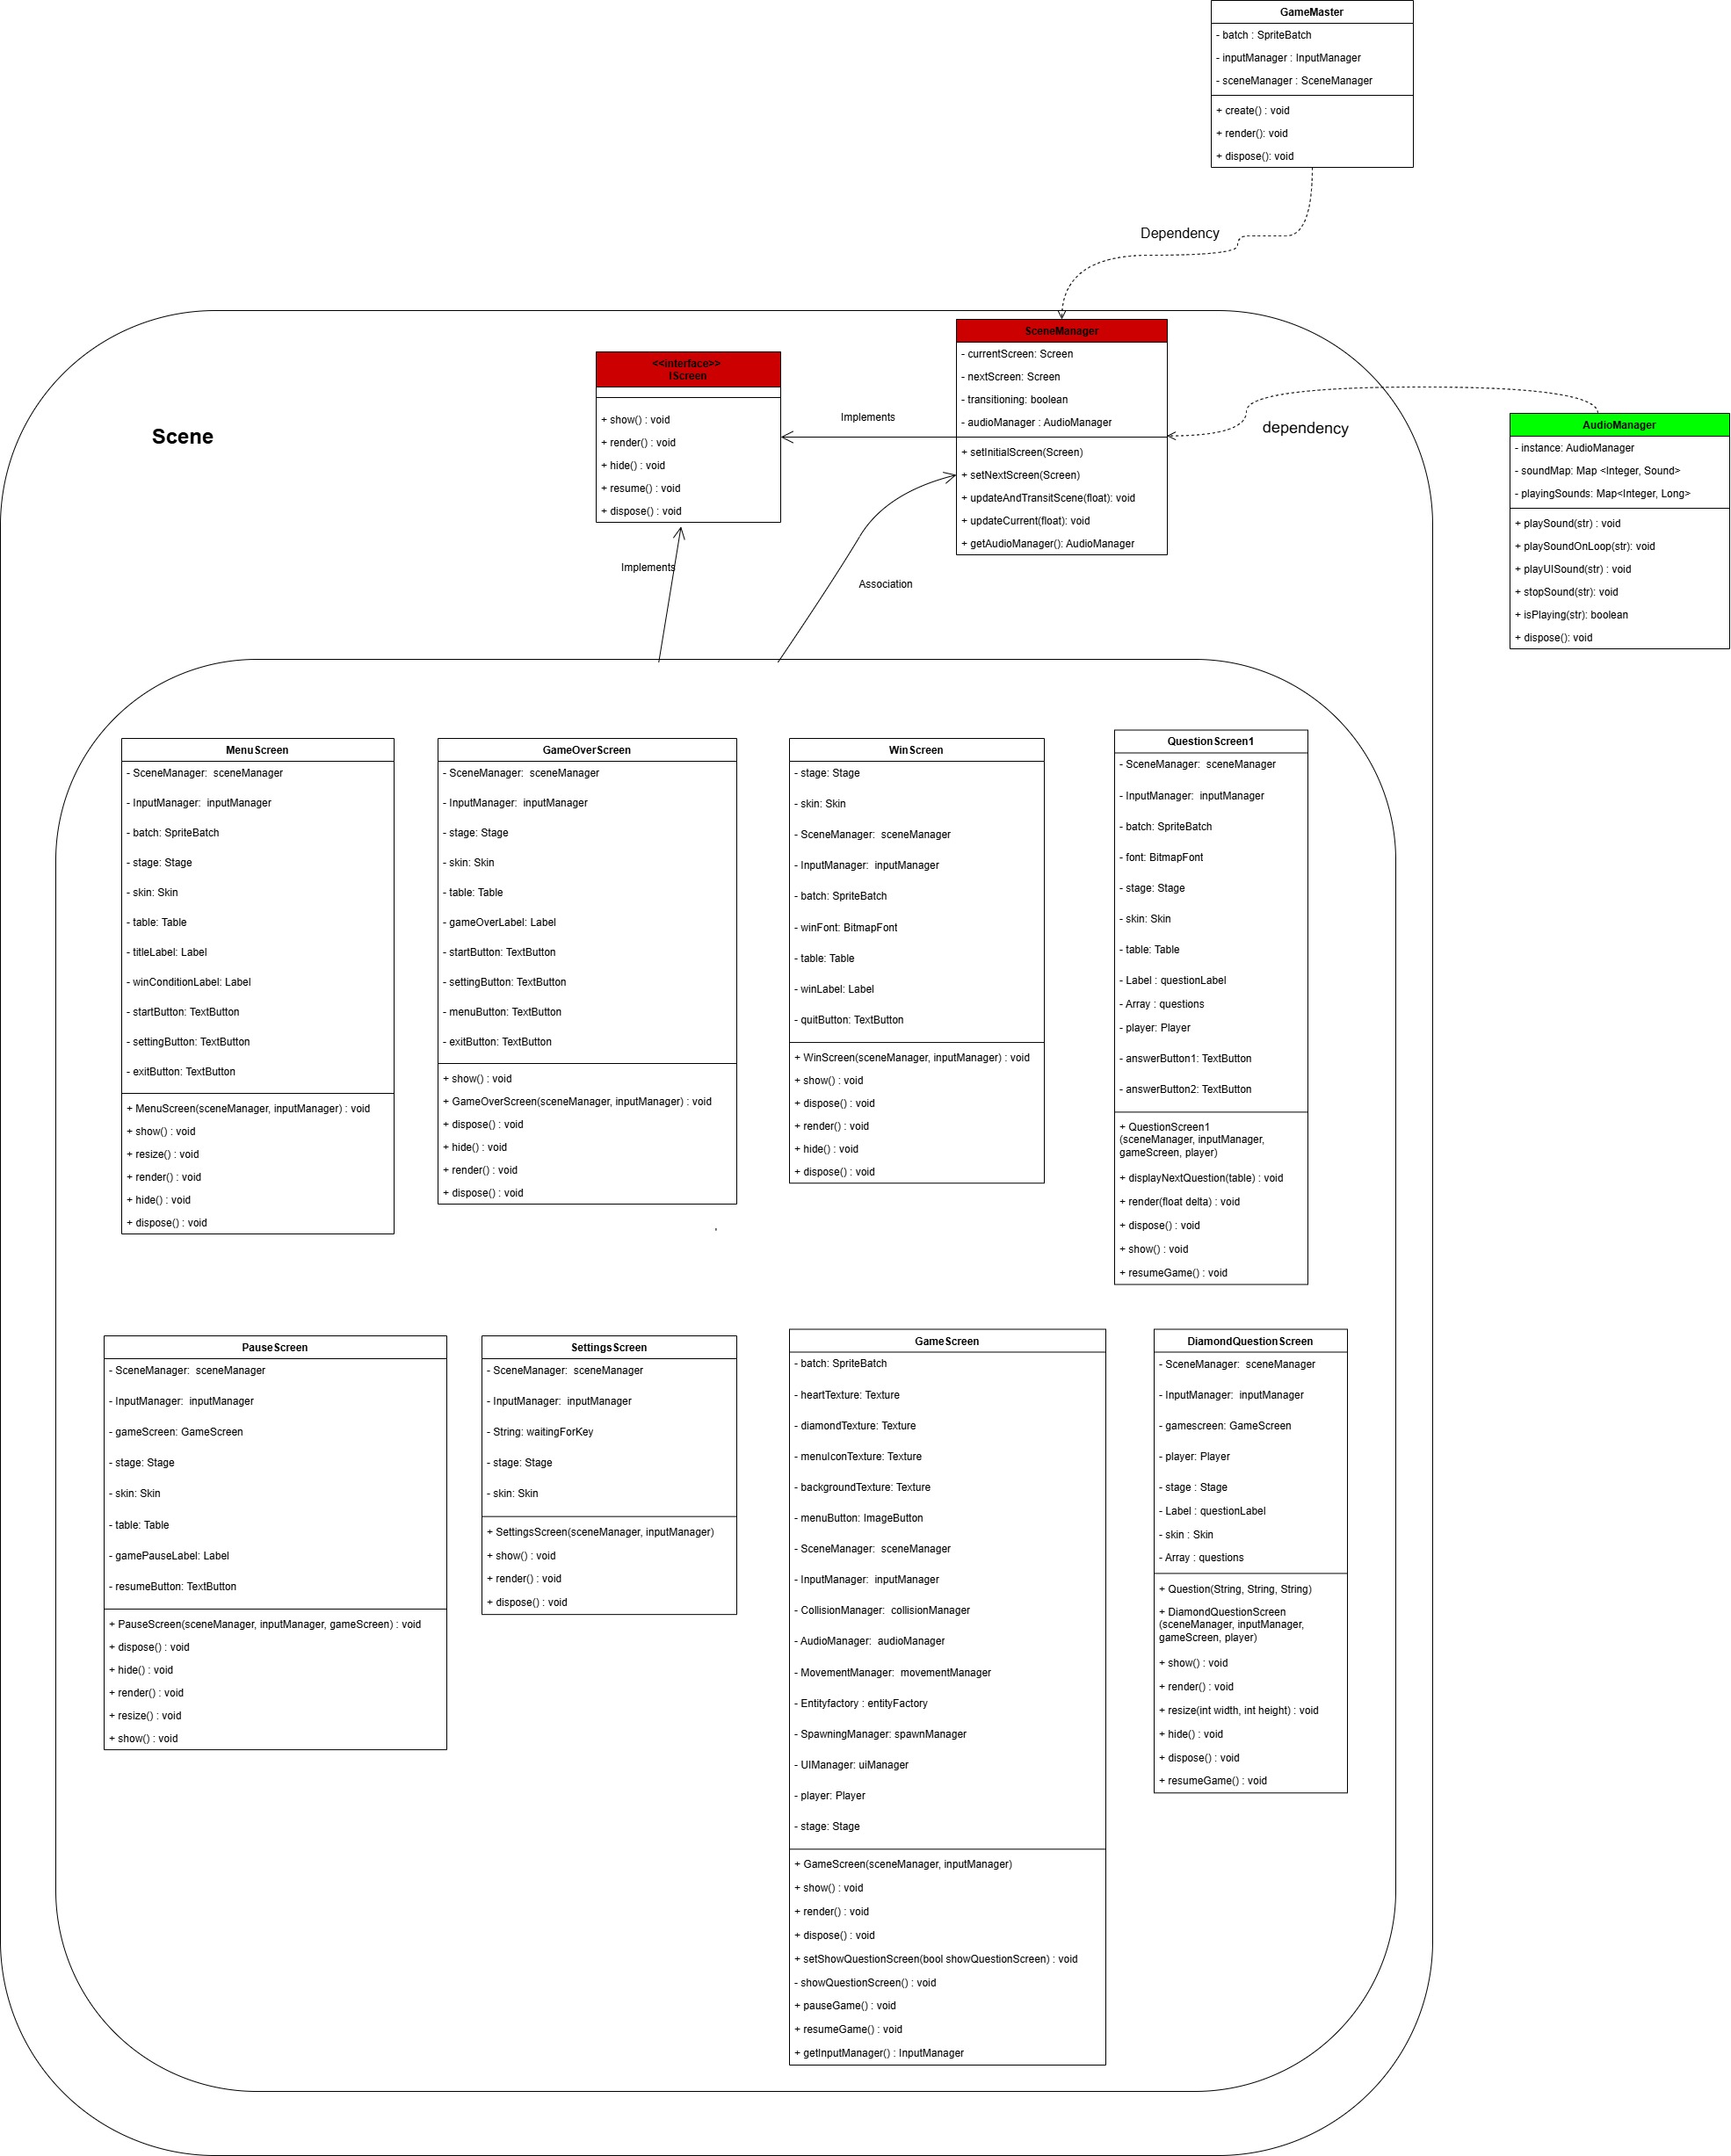 GameMaster
- batch : SpriteBatch
- inputManager : InputManager
- sceneManager : SceneManager
+ create() : void
+ render(): void
+ dispose(): void
Dependency
Scene
<<interface>>
IScreen
+ show() : void
+ render() : void
+ hide() : void
+ resume() : void
+ dispose() : void
Implements
SceneManager
- currentScreen: Screen
- nextScreen: Screen
- transitioning: boolean
- audioManager : AudioManager
+ setInitialScreen(Screen)
+ setNextScreen(Screen)
+ updateAndTransitScene(float): void
+ updateCurrent(float): void
+ getAudioManager(): AudioManager
dependency
AudioManager
- instance: AudioManager
- soundMap: Map <Integer, Sound>
- playingSounds: Map<Integer, Long>
+ playSound(str) : void
+ playSoundOnLoop(str): void
+ playUISound(str) : void
+ stopSound(str): void
+ isPlaying(str): boolean
+ dispose(): void
Implements
Association
MenuScreen
- SceneManager:  sceneManager
- InputManager:  inputManager
- batch: SpriteBatch
- stage: Stage
- skin: Skin
- table: Table
- titleLabel: Label
- winConditionLabel: Label
- startButton: TextButton
- settingButton: TextButton
- exitButton: TextButton
+ MenuScreen(sceneManager, inputManager) : void
+ show() : void
+ resize() : void
+ render() : void
+ hide() : void
+ dispose() : void
GameOverScreen
- SceneManager:  sceneManager
- InputManager:  inputManager
- stage: Stage
- skin: Skin
- table: Table
- gameOverLabel: Label
- startButton: TextButton
- settingButton: TextButton
- menuButton: TextButton
- exitButton: TextButton
+ show() : void
+ GameOverScreen(sceneManager, inputManager) : void
+ dispose() : void
+ hide() : void
+ render() : void
+ dispose() : void
WinScreen
- stage: Stage
- skin: Skin
- SceneManager:  sceneManager
- InputManager:  inputManager
- batch: SpriteBatch
- winFont: BitmapFont
- table: Table
- winLabel: Label
- quitButton: TextButton
+ WinScreen(sceneManager, inputManager) : void
+ show() : void
+ dispose() : void
+ render() : void
+ hide() : void
+ dispose() : void
QuestionScreen1
- SceneManager:  sceneManager
- InputManager:  inputManager
- batch: SpriteBatch
- font: BitmapFont
- stage: Stage
- skin: Skin
- table: Table
- Label : questionLabel
- Array : questions
- player: Player
- answerButton1: TextButton
- answerButton2: TextButton
+ QuestionScreen1
(sceneManager, inputManager,
gameScreen, player)
+ displayNextQuestion(table) : void
+ render(float delta) : void
+ dispose() : void
+ show() : void
+ resumeGame() : void
PauseScreen
- SceneManager:  sceneManager
- InputManager:  inputManager
- gameScreen: GameScreen
- stage: Stage
- skin: Skin
- table: Table
- gamePauseLabel: Label
- resumeButton: TextButton
+ PauseScreen(sceneManager, inputManager, gameScreen) : void
+ dispose() : void
+ hide() : void
+ render() : void
+ resize() : void
+ show() : void
SettingsScreen
- SceneManager:  sceneManager
- InputManager:  inputManager
- String: waitingForKey
- stage: Stage
- skin: Skin
+ SettingsScreen(sceneManager, inputManager)
+ show() : void
+ render() : void
+ dispose() : void
GameScreen
- batch: SpriteBatch
- heartTexture: Texture
- diamondTexture: Texture
- menuIconTexture: Texture
- backgroundTexture: Texture
- menuButton: ImageButton
- SceneManager:  sceneManager
- InputManager:  inputManager
- CollisionManager:  collisionManager
- AudioManager:  audioManager
- MovementManager:  movementManager
- Entityfactory : entityFactory
- SpawningManager: spawnManager
- UIManager: uiManager
- player: Player
- stage: Stage
+ GameScreen(sceneManager, inputManager)
+ show() : void
+ render() : void
+ dispose() : void
+ setShowQuestionScreen(bool showQuestionScreen) : void
- showQuestionScreen() : void
+ pauseGame() : void
+ resumeGame() : void
+ getInputManager() : InputManager
DiamondQuestionScreen
- SceneManager:  sceneManager
- InputManager:  inputManager
- gamescreen: GameScreen
- player: Player
- stage : Stage
- Label : questionLabel
- skin : Skin
- Array : questions
+ Question(String, String, String)
+ DiamondQuestionScreen
(sceneManager, inputManager,
gameScreen, player)
+ show() : void
+ render() : void
+ resize(int width, int height) : void
+ hide() : void
+ dispose() : void
+ resumeGame() : void